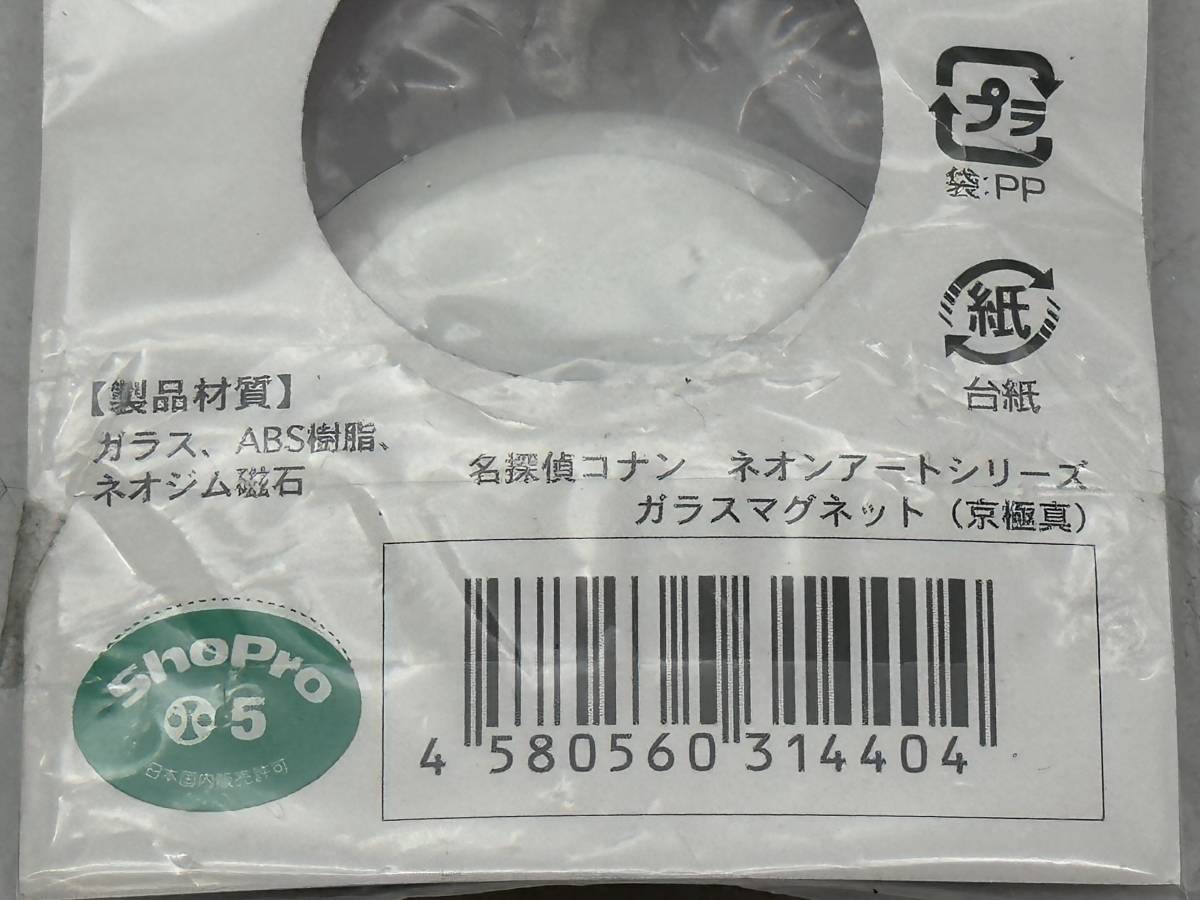 プラ
袋:PP
紙
台紙
【製品材質】
ガラス、ABS樹脂、
ネオジム磁石
名探偵コナン ネオンアートシリーズ
ガラスマグネット（京極真）
ShoPro
5
日本国内販売許可
4 580560 314404